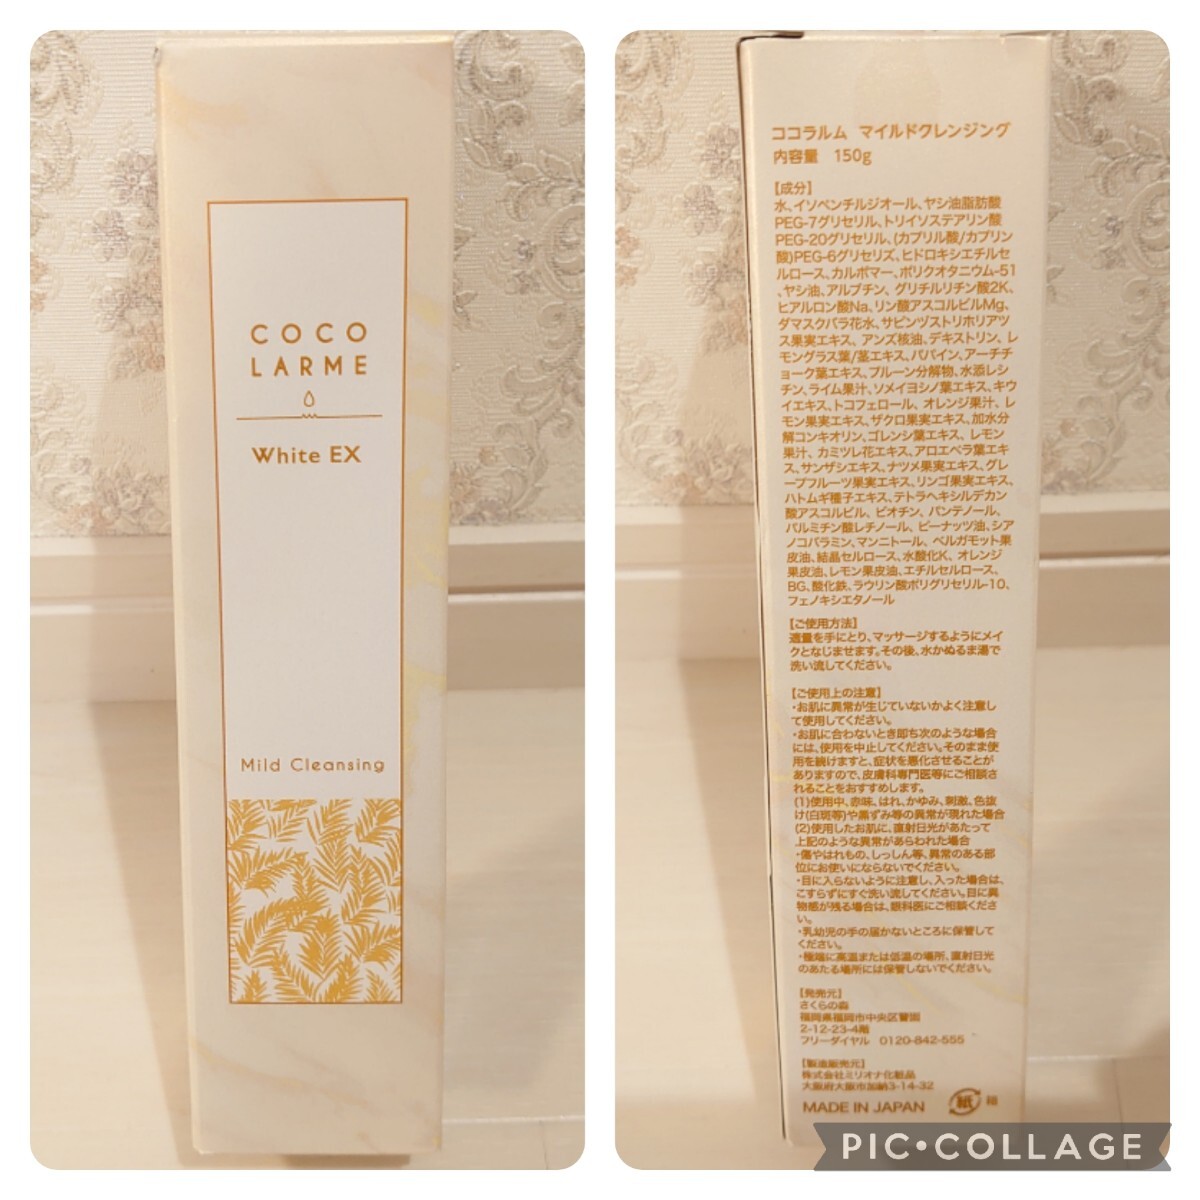 COCO
LARME
White EX
Mild Cleansing
ココラルム マイルドクレンジング
内容量 150g
【成分】
水、イソペンチルジオール、ヤシ油脂肪酸
PEG-7グリセリル、トリイソステアリン酸
PEG-20グリセリル、(カプリル酸/カプリン
酸)PEG-6グリセリズ、ヒドロキシエチルセ
ルロース、カルボマー、ポリクオタニウム-51
、ヤシ油、アルブチン、グリチルリチン酸2K、
ヒアルロン酸Na、リン酸アスコルビルMg、
ダマスクバラ花水、サピンヅストリホリアツ
ス果実エキス、アンズ核油、デキストリン、レ
モングラス葉/茎エキス、パパイン、アーチチ
ョーク葉エキス、プルーン分解物、水添レシ
チン、ライム果汁、ソメイヨシノ葉エキス、キウ
イエキス、トコフェロール、オレンジ果汁、レ
モン果実エキス、ザクロ果実エキス、加水分
解コンキオリン、ゴレンシ葉エキス、レモン
果汁、カミツレ花エキス、アロエベラ葉エキ
ス、サンザシエキス、ナツメ果実エキス、グレ
ープフルーツ果実エキス、リンゴ果実エキス、
ハトムギ種子エキス、テトラヘキシルデカン
酸アスコルビル、ビオチン、パンテノール、
パルミチン酸レチノール、ピーナッツ油、シア
ノコバラミン、マンニトール、ベルガモット果
皮油、結晶セルロース、水酸化K、オレンジ
果皮油、レモン果皮油、エチルセルロース、
BG、酸化鉄、ラウリン酸ポリグリセリル-10、
フェノキシエタノール
【ご使用方法】
適量を手にとり、マッサージするようにメイ
クとなじませます。その後、水かぬるま湯で
洗い流してください。
【ご使用上の注意】
・お肌に異常が生じていないかよく注意し
て使用してください。
・お肌に合わないとき即ち次のような場合
には、使用を中止してください。そのまま使
用を続けますと、症状を悪化させることが
ありますので、皮膚科専門医等にご相談さ
れることをおすすめします。
(1)使用中、赤味、はれ、かゆみ、刺激、色抜
け(白斑等)や黒ずみ等の異常が現れた場合
(2)使用したお肌に、直射日光があたって
上記のような異常があらわれた場合
・傷やはれもの、しっしん等、異常のある部
位にお使いにならないでください。
・目に入らないように注意し、入った場合は、
こすらずにすぐ洗い流してください。目に異
物感が残る場合は、眼科医にご相談くださ
い。
・乳幼児の手の届かないところに保管して
ください。
・極端に高温または低温の場所、直射日光
のあたる場所には保管しないでください。
【発売元】
さくらの森
福岡県福岡市中央区警固
2-12-23-4階
フリーダイヤル 0120-842-555
【製造販売元】
株式会社ミリオナ化粧品
大阪府大阪市加納3-14-32
MADE IN JAPAN
紙 箱
PIC•COLLAGE